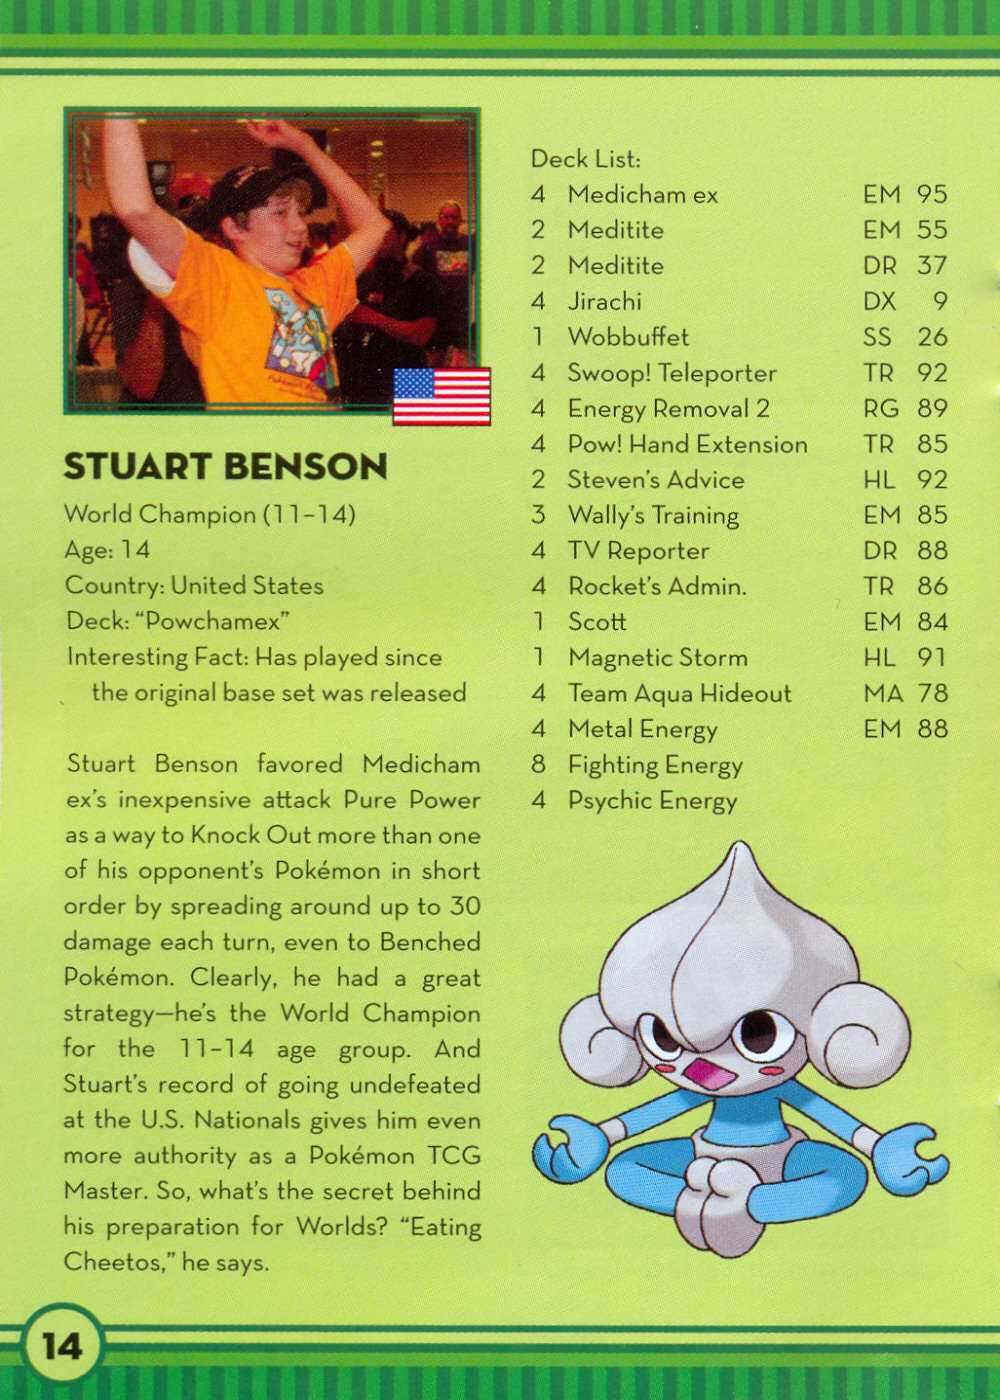 STUART BENSON
World Champion (11–14)
Age: 14
Country: United States
Deck: “Powchamex”
Interesting Fact: Has played since
the original base set was released
Stuart Benson favored Medicham
ex’s inexpensive attack Pure Power
as a way to Knock Out more than one
of his opponent’s Pokémon in short
order by spreading around up to 30
damage each turn, even to Benched
Pokémon. Clearly, he had a great
strategy—he’s the World Champion
for the 11–14 age group. And
Stuart’s record of going undefeated
at the U.S. Nationals gives him even
more authority as a Pokémon TCG
Master. So, what’s the secret behind
his preparation for Worlds? “Eating
Cheetos,” he says.
Deck List:
4 Medicham ex EM 95
2 Meditite EM 55
2 Meditite DR 37
4 Jirachi DX 9
1 Wobbuffet SS 26
4 Swoop! Teleporter TR 92
4 Energy Removal 2 RG 89
4 Pow! Hand Extension TR 85
2 Steven’s Advice HL 92
3 Wally’s Training EM 85
4 TV Reporter DR 88
4 Rocket’s Admin. TR 86
1 Scott EM 84
1 Magnetic Storm HL 91
4 Team Aqua Hideout MA 78
4 Metal Energy EM 88
8 Fighting Energy
4 Psychic Energy
14